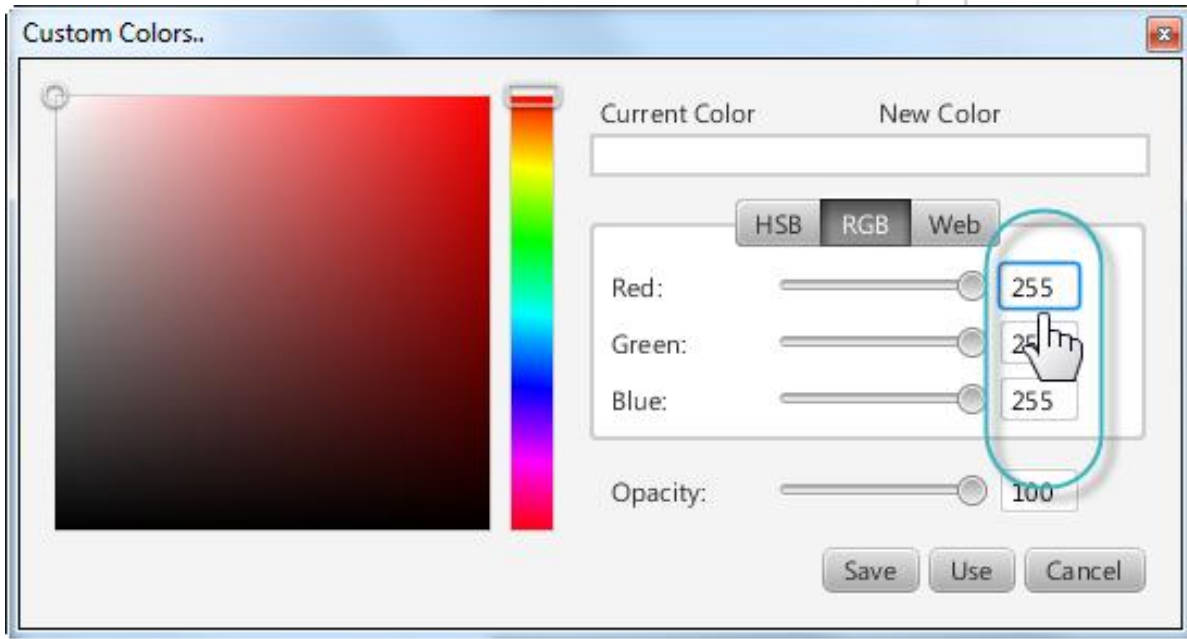 Custom Colors..
Current Color New Color
HSB RGB Web
Red: 255
Green:
Blue: 255
Opacity: 100
Save Use Cancel